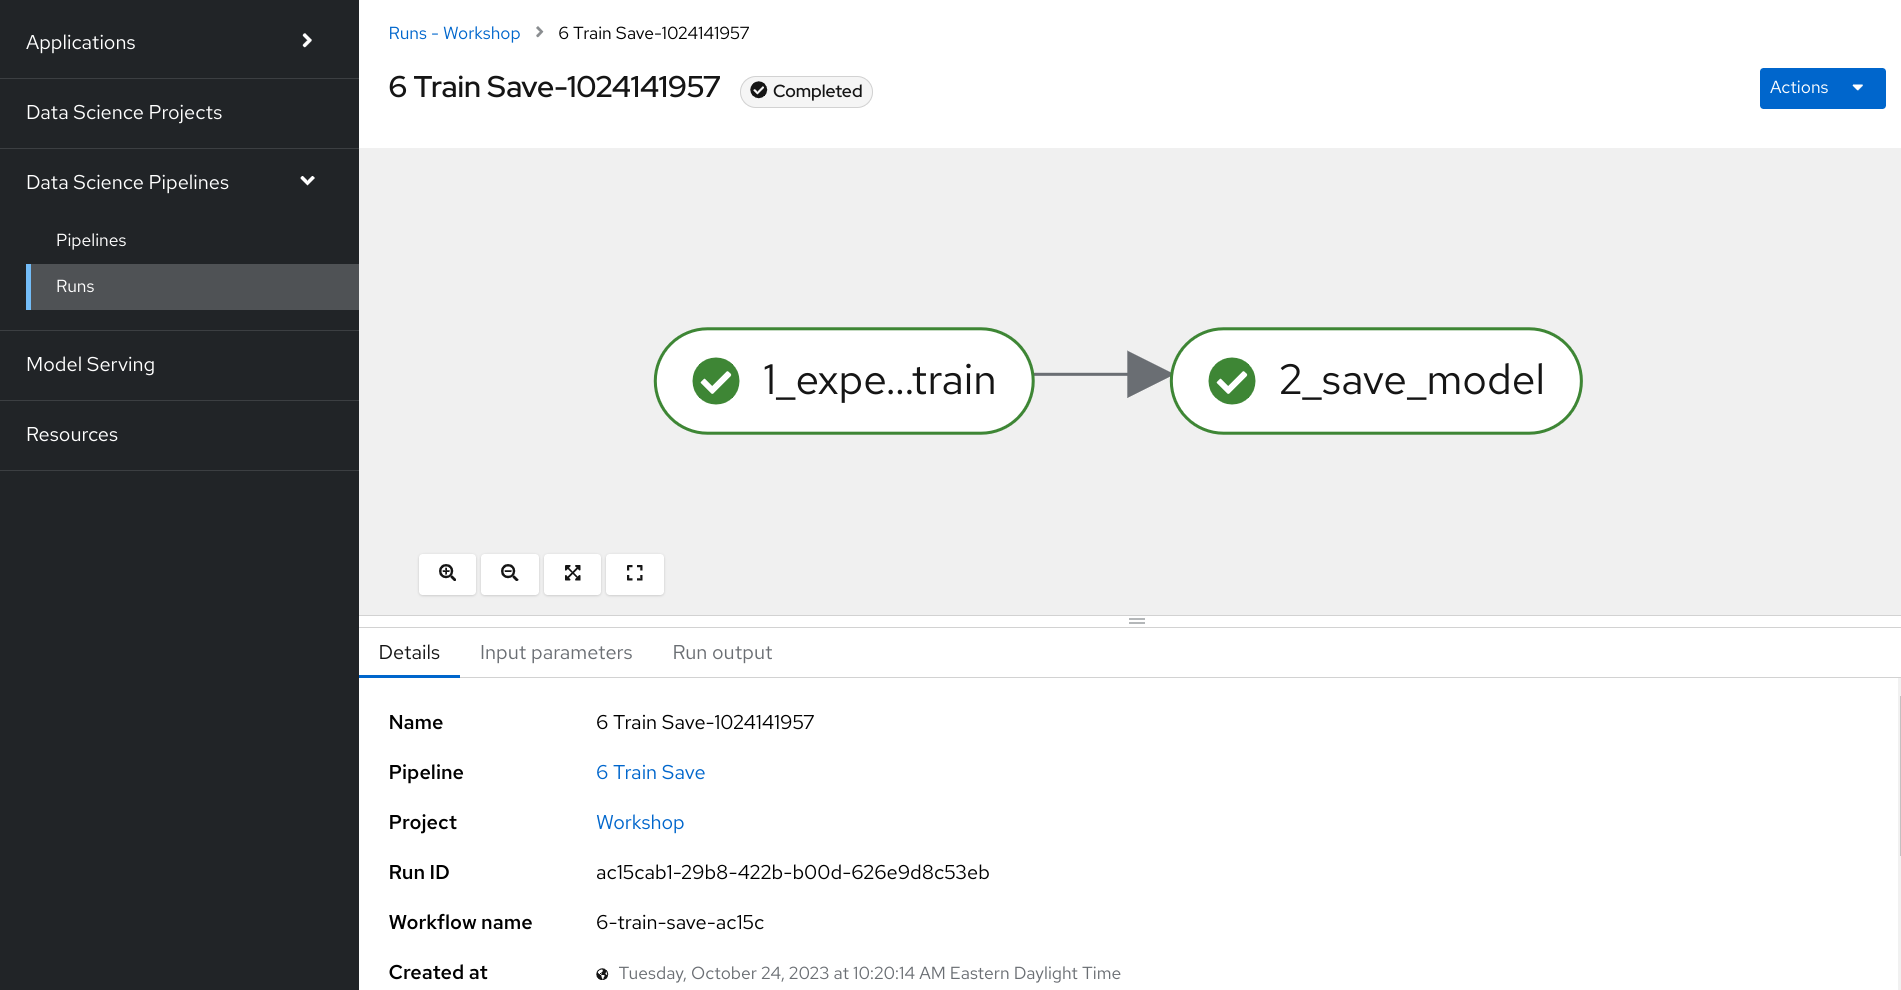 Applications
Data Science Projects
Data Science Pipelines
Pipelines
Runs
Model Serving
Resources
Runs - Workshop > 6 Train Save-1024141957
6 Train Save-1024141957 Completed
Actions
1_expe...train
2_save_model
Details Input parameters Run output
Name 6 Train Save-1024141957
Pipeline 6 Train Save
Project Workshop
Run ID ac15cab1-29b8-422b-b00d-626e9d8c53eb
Workflow name 6-train-save-ac15c
Created at Tuesday, October 24, 2023 at 10:20:14 AM Eastern Daylight Time